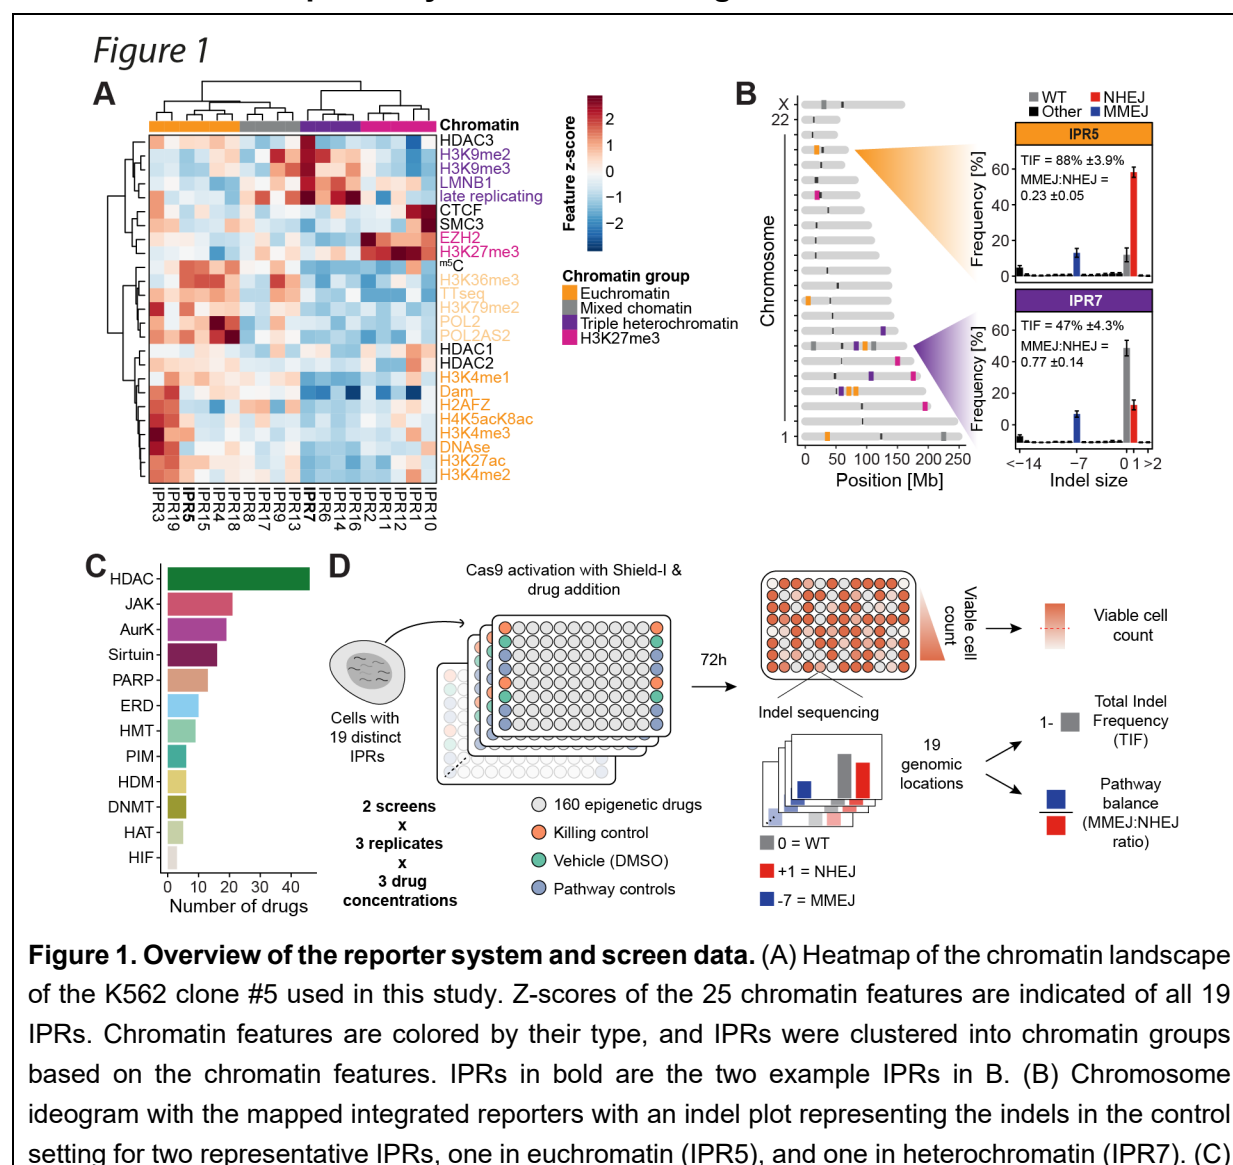 Figure 1
A
Chromatin
HDAC3
H3K9me2
H3K9me3
LMNB1
late replicating
CTCF
SMC3
EZH2
H3K27me3
m5C
H3K36me3
TTseq
H3K79me2
POL2
POL2AS2
HDAC1
HDAC2
H3K4me1
Dam
H2AFZ
H4K5acK8ac
H3K4me3
DNAse
H3K27ac
H3K4me2
IPR3
IPR19
IPR5
IPR15
IPR4
IPR18
IPR8
IPR17
IPR9
IPR13
IPR7
IPR6
IPR14
IPR16
IPR2
IPR11
IPR12
IPR1
IPR10
Feature z-score
2
1
0
−1
−2
Chromatin group
Euchromatin
Mixed chomatin
Triple heterochromatin
H3K27me3
B
X
22
1
Chromosome
0 50 100 150 200 250
Position [Mb]
WT
NHEJ
Other
MMEJ
IPR5
TIF = 88% ±3.9%
MMEJ:NHEJ =
0.23 ±0.05
Frequency [%]
60
40
20
0
IPR7
TIF = 47% ±4.3%
MMEJ:NHEJ =
0.77 ±0.14
Frequency [%]
60
40
20
0
<−14 −7 0 1 >2
Indel size
C
HDAC
JAK
AurK
Sirtuin
PARP
ERD
HMT
PIM
HDM
DNMT
HAT
HIF
0 10 20 30 40
Number of drugs
D
Cas9 activation with Shield-I &
drug addition
Cells with
19 distinct
IPRs
2 screens
x
3 replicates
x
3 drug
concentrations
160 epigenetic drugs
Killing control
Vehicle (DMSO)
Pathway controls
72h
Viable cell
count
Viable cell
count
Indel sequencing
0 = WT
+1 = NHEJ
-7 = MMEJ
19
genomic
locations
1-
Total Indel
Frequency
(TIF)
Pathway
balance
(MMEJ:NHEJ
ratio)
Figure 1. Overview of the reporter system and screen data. (A) Heatmap of the chromatin landscape
of the K562 clone #5 used in this study. Z-scores of the 25 chromatin features are indicated of all 19
IPRs. Chromatin features are colored by their type, and IPRs were clustered into chromatin groups
based on the chromatin features. IPRs in bold are the two example IPRs in B. (B) Chromosome
ideogram with the mapped integrated reporters with an indel plot representing the indels in the control
setting for two representative IPRs, one in euchromatin (IPR5), and one in heterochromatin (IPR7). (C)